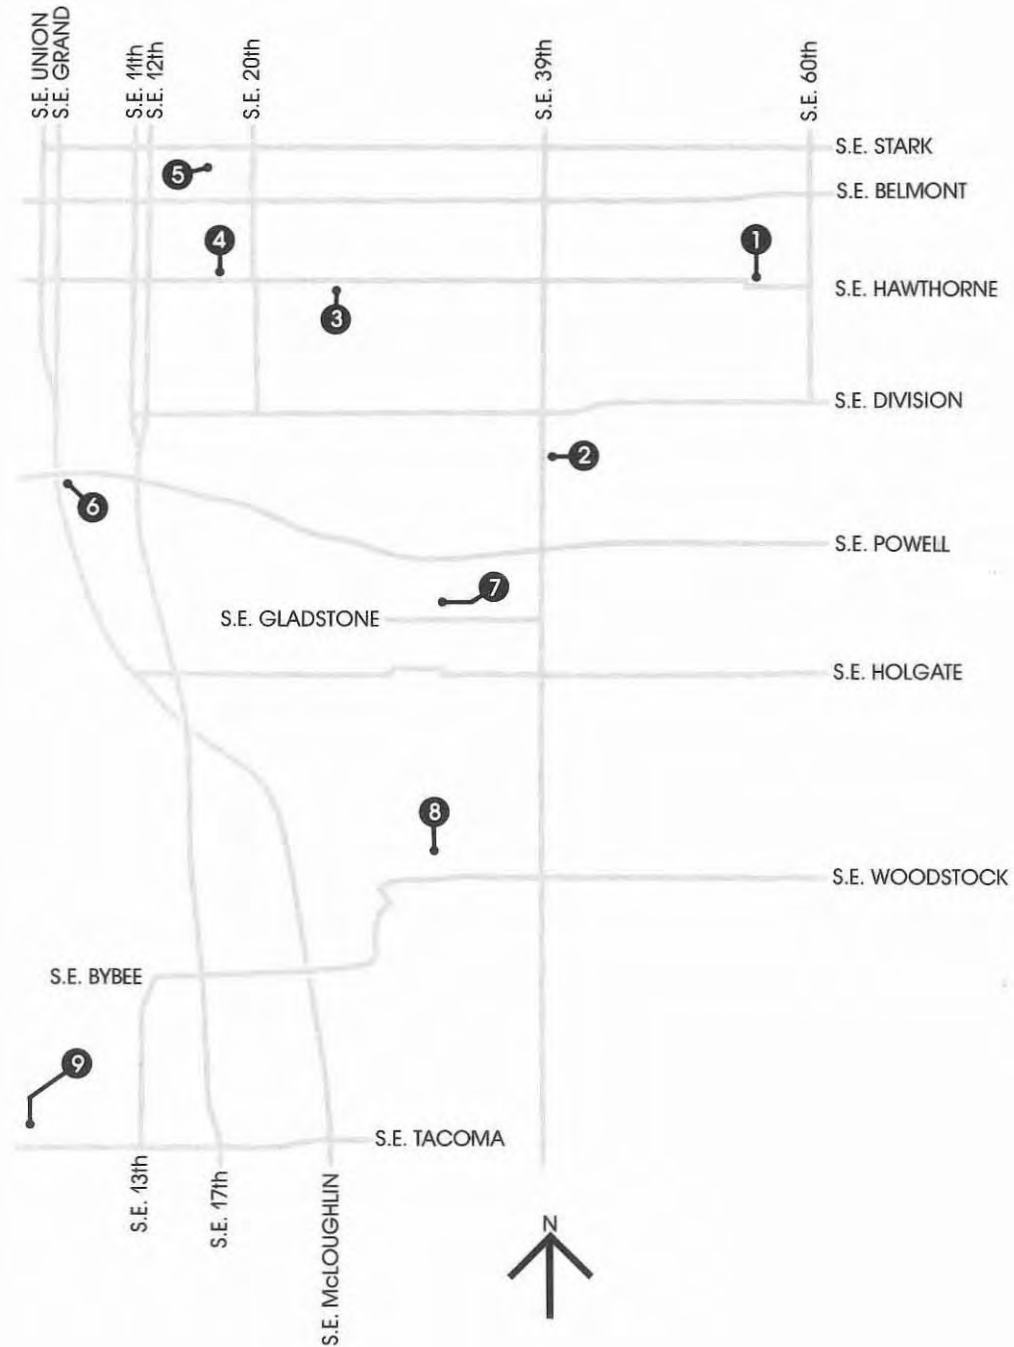 S.E. UNION
S.E. GRAND
S.E. 11th
S.E. 12th
S.E. 20th
S.E. 39th
S.E. 60th
S.E. STARK
5
S.E. BELMONT
4
1
S.E. HAWTHORNE
3
S.E. DIVISION
2
6
S.E. POWELL
7
S.E. GLADSTONE
S.E. HOLGATE
8
S.E. WOODSTOCK
S.E. BYBEE
9
S.E. TACOMA
S.E. 13th
S.E. 17th
S.E. McLOUGHLIN
N